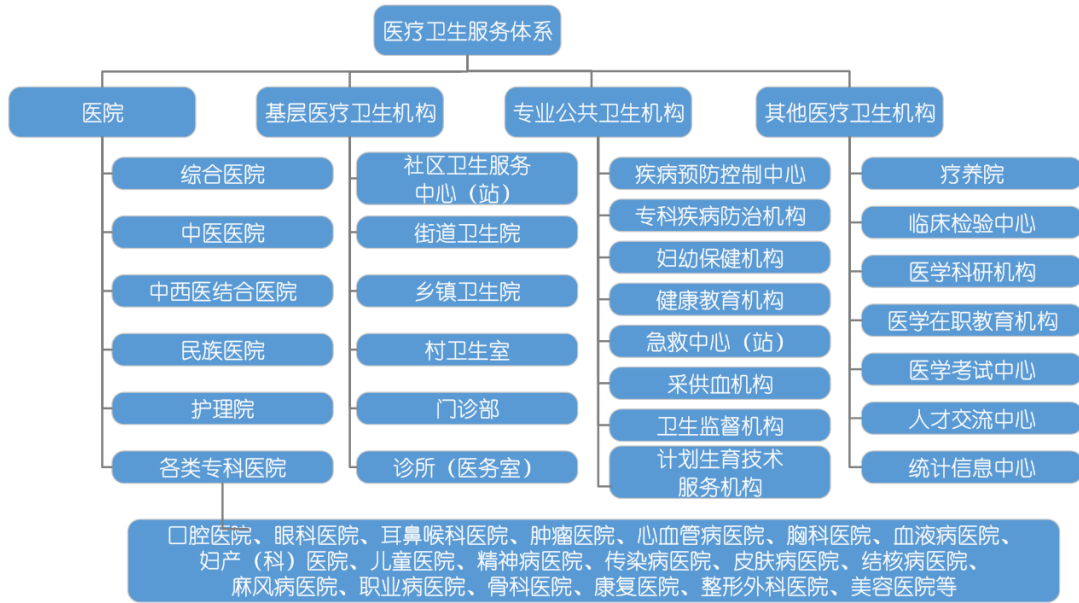 医疗卫生服务体系
医院
基层医疗卫生机构
专业公共卫生机构
其他医疗卫生机构
综合医院
中医医院
中西医结合医院
民族医院
护理院
各类专科医院
社区卫生服务
中心（站）
街道卫生院
乡镇卫生院
村卫生室
门诊部
诊所（医务室）
疾病预防控制中心
专科疾病防治机构
妇幼保健机构
健康教育机构
急救中心（站）
采供血机构
卫生监督机构
计划生育技术
服务机构
疗养院
临床检验中心
医学科研机构
医学在职教育机构
医学考试中心
人才交流中心
统计信息中心
口腔医院、眼科医院、耳鼻喉科医院、肿瘤医院、心血管病医院、胸科医院、血液病医院、
妇产（科）医院、儿童医院、精神病医院、传染病医院、皮肤病医院、结核病医院、
麻风病医院、职业病医院、骨科医院、康复医院、整形外科医院、美容医院等